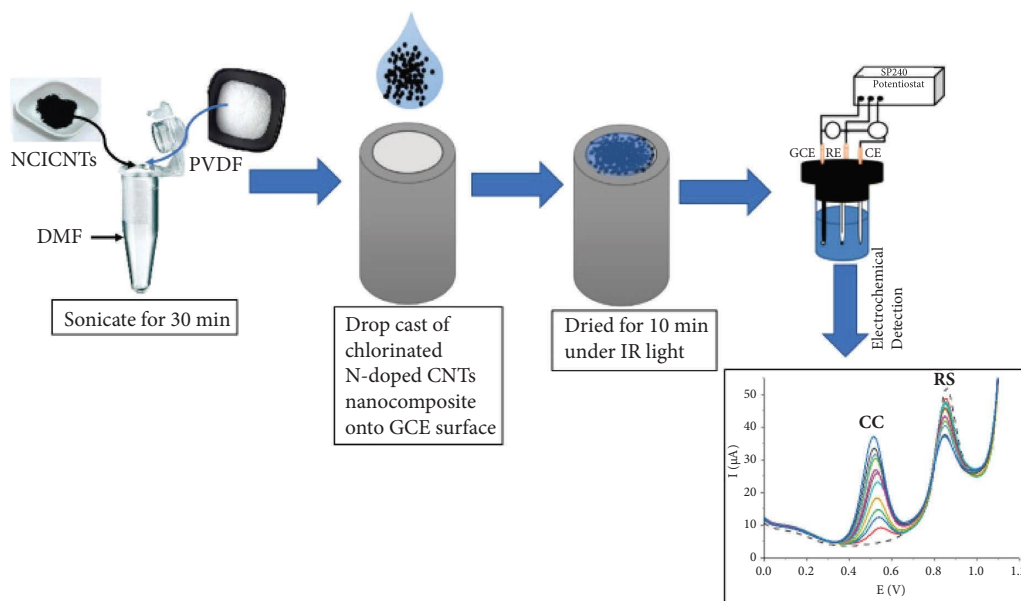 NCICNTs
PVDF
DMF
Sonicate for 30 min
Drop cast of
chlorinated
N-doped CNTs
nanocomposite
onto GCE surface
Dried for 10 min
under IR light
SP240
Potentiostat
GCE
RE
CE
Electrochemical
Detection
CC
RS
I (µA)
50
40
30
20
10
0
0.0
0.2
0.4
0.6
0.8
1.0
1.2
E (V)